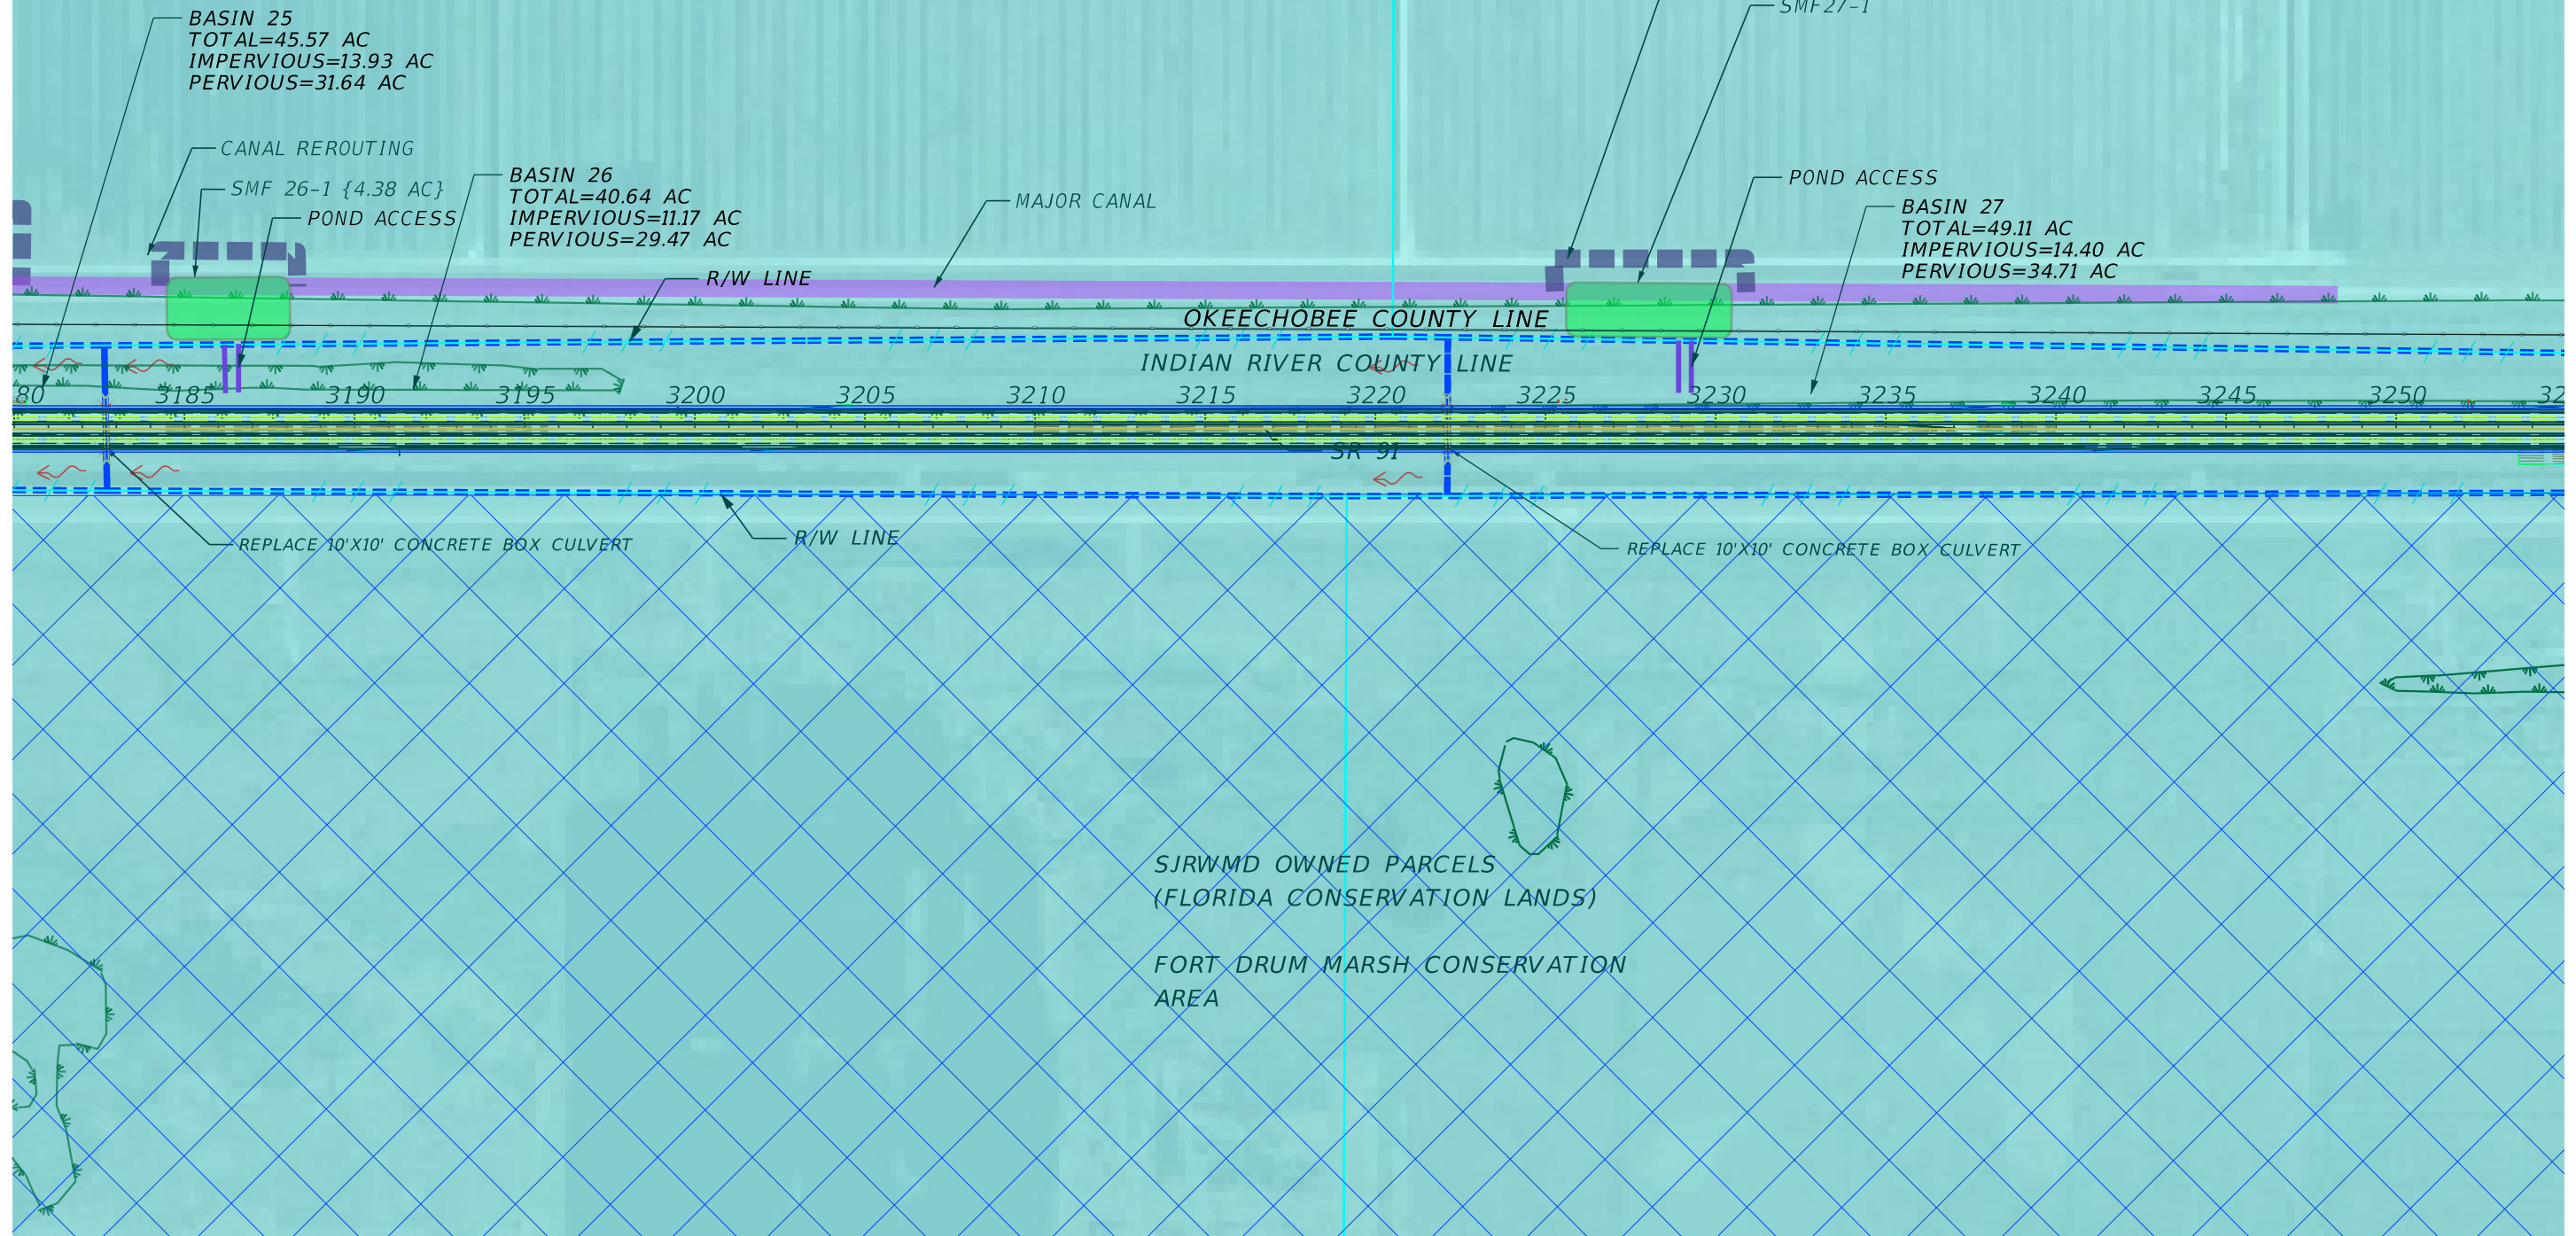 BASIN 25
TOTAL=45.57 AC
IMPERVIOUS=13.93 AC
PERVIOUS=31.64 AC
SMF27-1
CANAL REROUTING
SMF 26-1 {4.38 AC}
POND ACCESS
BASIN 26
TOTAL=40.64 AC
IMPERVIOUS=11.17 AC
PERVIOUS=29.47 AC
MAJOR CANAL
POND ACCESS
BASIN 27
TOTAL=49.11 AC
IMPERVIOUS=14.40 AC
PERVIOUS=34.71 AC
R/W LINE
OKEECHOBEE COUNTY LINE
INDIAN RIVER COUNTY LINE
80 3185 3190 3195 3200 3205 3210 3215 3220 3225 3230 3235 3240 3245 3250
SR 91
REPLACE 10'X10' CONCRETE BOX CULVERT
R/W LINE
REPLACE 10'X10' CONCRETE BOX CULVERT
SJRWMD OWNED PARCELS
(FLORIDA CONSERVATION LANDS)
FORT DRUM MARSH CONSERVATION
AREA